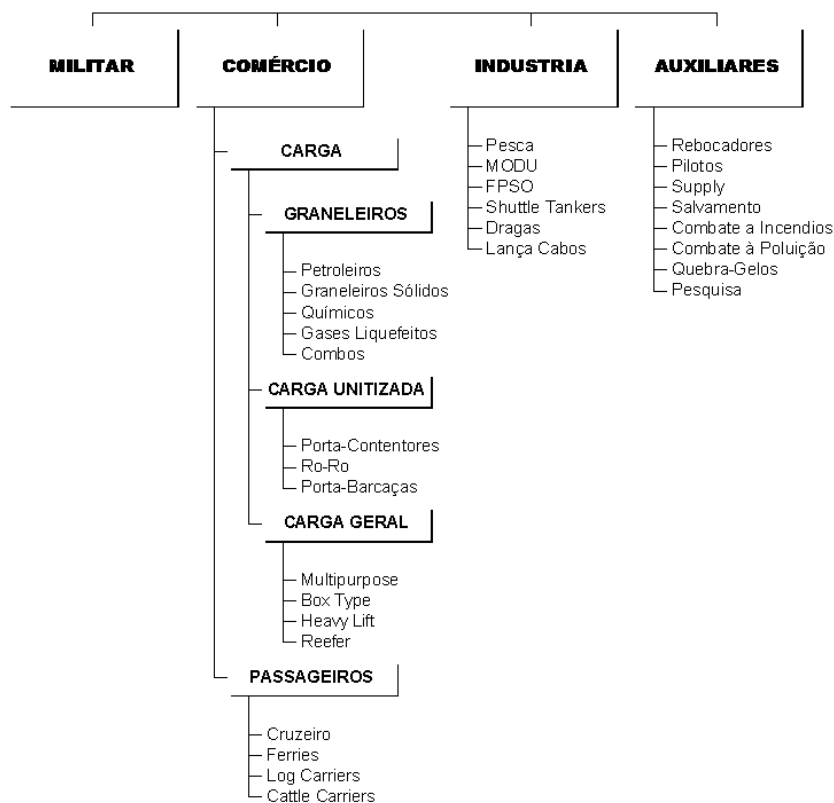 MILITAR
COMÉRCIO
INDUSTRIA
AUXILIARES
CARGA
GRANELEIROS
Petroleiros
Graneleiros Sólidos
Químicos
Gases Liquefeitos
Combos
CARGA UNITIZADA
Porta-Contentores
Ro-Ro
Porta-Barcaças
CARGA GERAL
Multipurpose
Box Type
Heavy Lift
Reefer
PASSAGEIROS
Cruzeiro
Ferries
Log Carriers
Cattle Carriers
Pesca
MODU
FPSO
Shuttle Tankers
Dragas
Lança Cabos
Rebocadores
Pilotos
Supply
Salvamento
Combate a Incendios
Combate à Poluição
Quebra-Gelos
Pesquisa